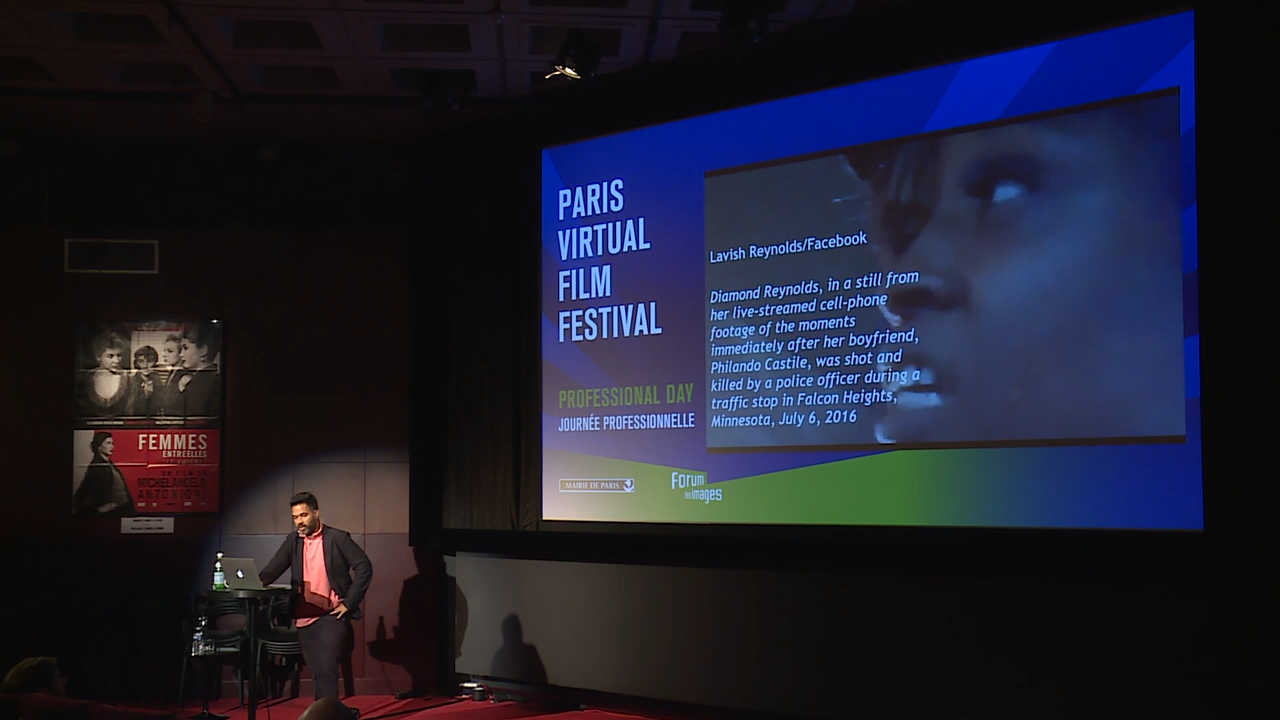 PARIS
VIRTUAL
FILM
FESTIVAL
PROFESSIONAL DAY
JOURNÉE PROFESSIONNELLE
MAIRIE DE PARIS
Forum
des images
Lavish Reynolds/Facebook
Diamond Reynolds, in a still from
her live-streamed cell-phone
footage of the moments
immediately after her boyfriend,
Philando Castile, was shot and
killed by a police officer during a
traffic stop in Falcon Heights,
Minnesota, July 6, 2016
FEMMES
ENTRE ELLES
UN FILM DE
MICHELANGELO
ANTONIONI